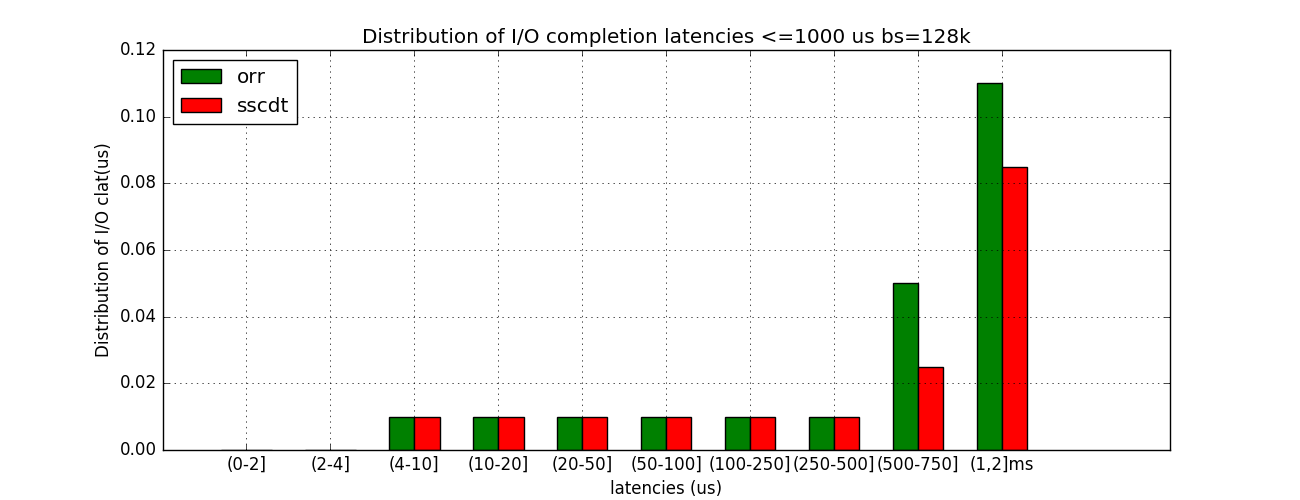 Distribution of I/O completion latencies <=1000 us bs=128k
orr
sscdt
Distribution of I/O clat(us)
0.12
0.10
0.08
0.06
0.04
0.02
0.00
(0-2] (2-4] (4-10] (10-20] (20-50] (50-100] (100-250] (250-500] (500-750] (1,2]ms
latencies (us)